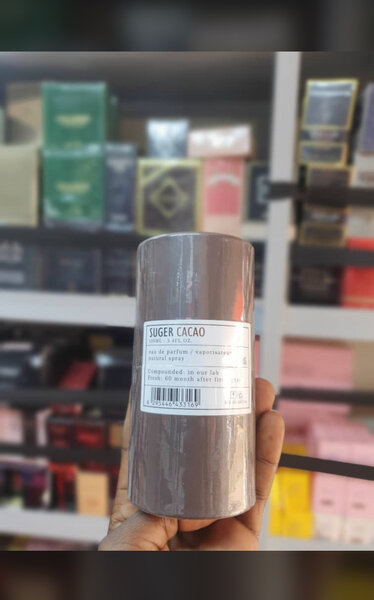 SUGER CACAO
100ML - 3.4FL.OZ.
eau de parfum / vaporisateur
natural spray
Compounded: in our lab
Fresh: 60 month after first